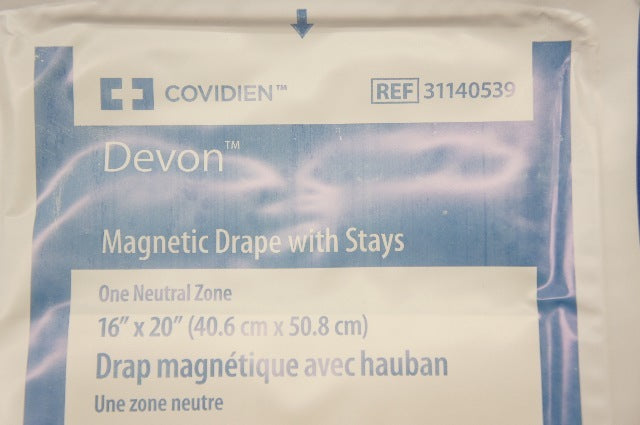 COVIDIEN™ REF 31140539
Devon™
Magnetic Drape with Stays
One Neutral Zone
16” x 20” (40.6 cm x 50.8 cm)
Drap magnétique avec hauban
Une zone neutre